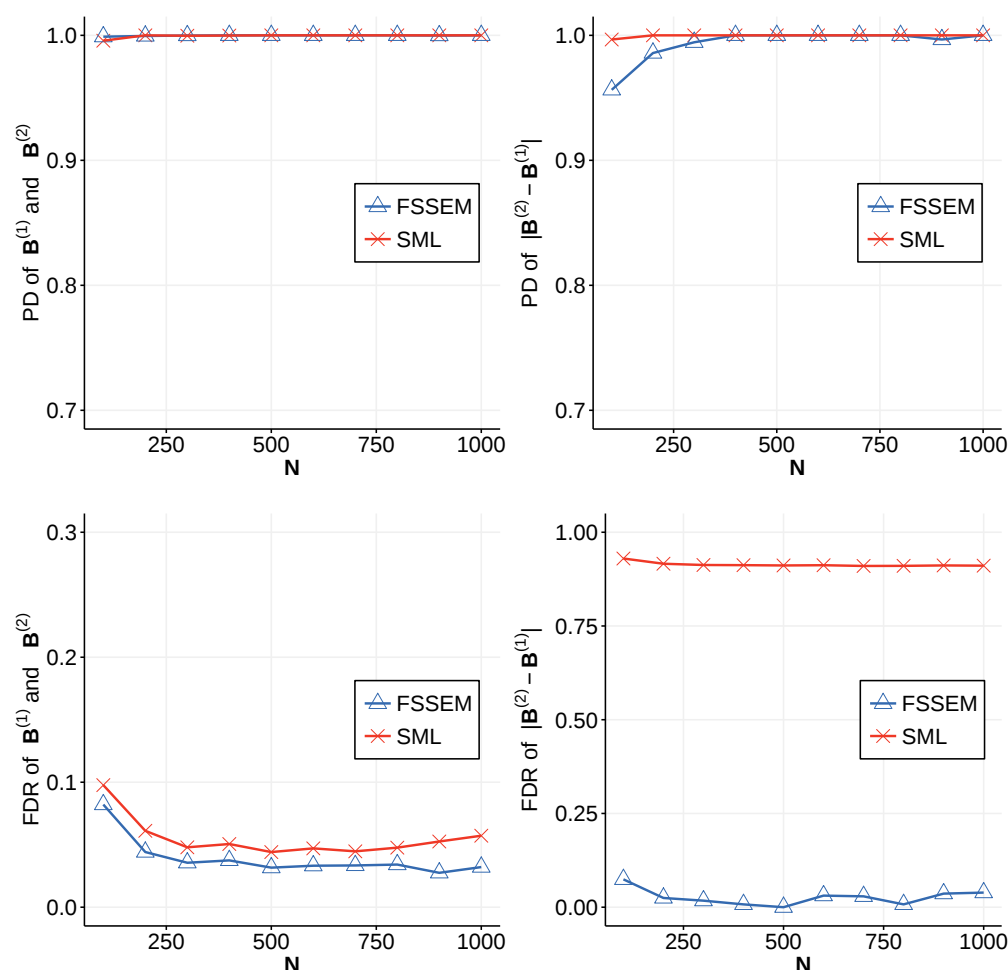 PD of B^(1) and B^(2)
1.0
0.9
0.8
0.7
FSSEM
SML
250 500 750 1000
N
PD of |B^(2) – B^(1)|
1.0
0.9
0.8
0.7
FSSEM
SML
250 500 750 1000
N
FDR of B^(1) and B^(2)
0.3
0.2
0.1
0.0
FSSEM
SML
250 500 750 1000
N
FDR of |B^(2) – B^(1)|
1.00
0.75
0.50
0.25
0.00
FSSEM
SML
250 500 750 1000
N